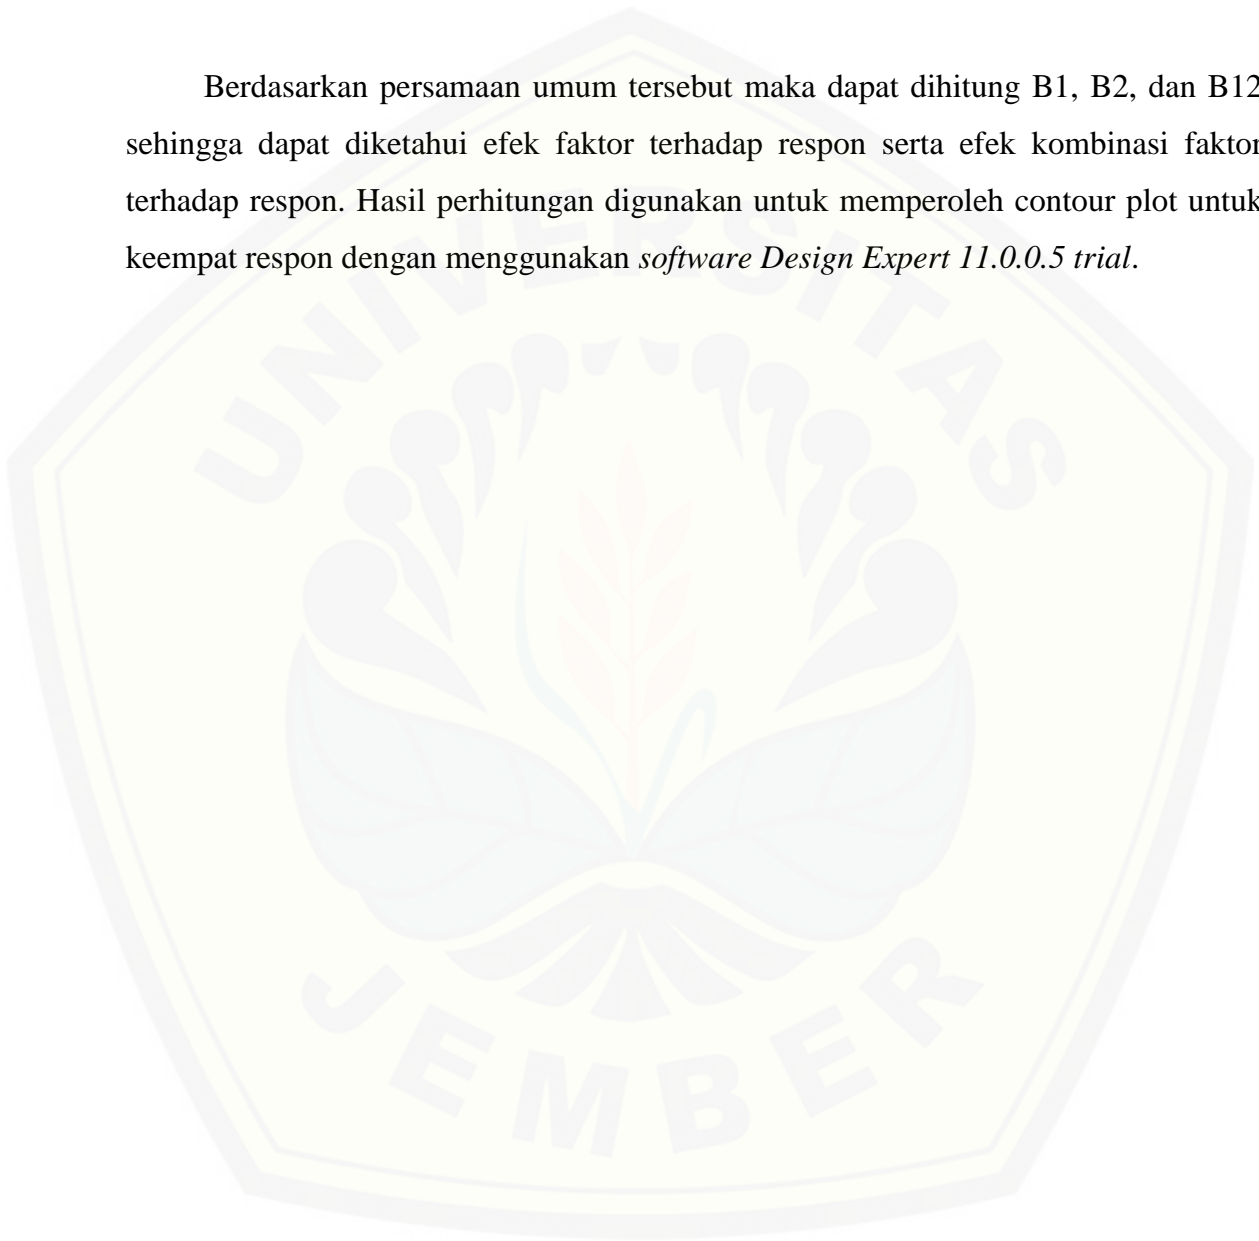 Berdasarkan persamaan umum tersebut maka dapat dihitung B1, B2, dan B12
sehingga dapat diketahui efek faktor terhadap respon serta efek kombinasi faktor
terhadap respon. Hasil perhitungan digunakan untuk memperoleh contour plot untuk
keempat respon dengan menggunakan software Design Expert 11.0.0.5 trial.
UNIVERSITAS
JEMBER